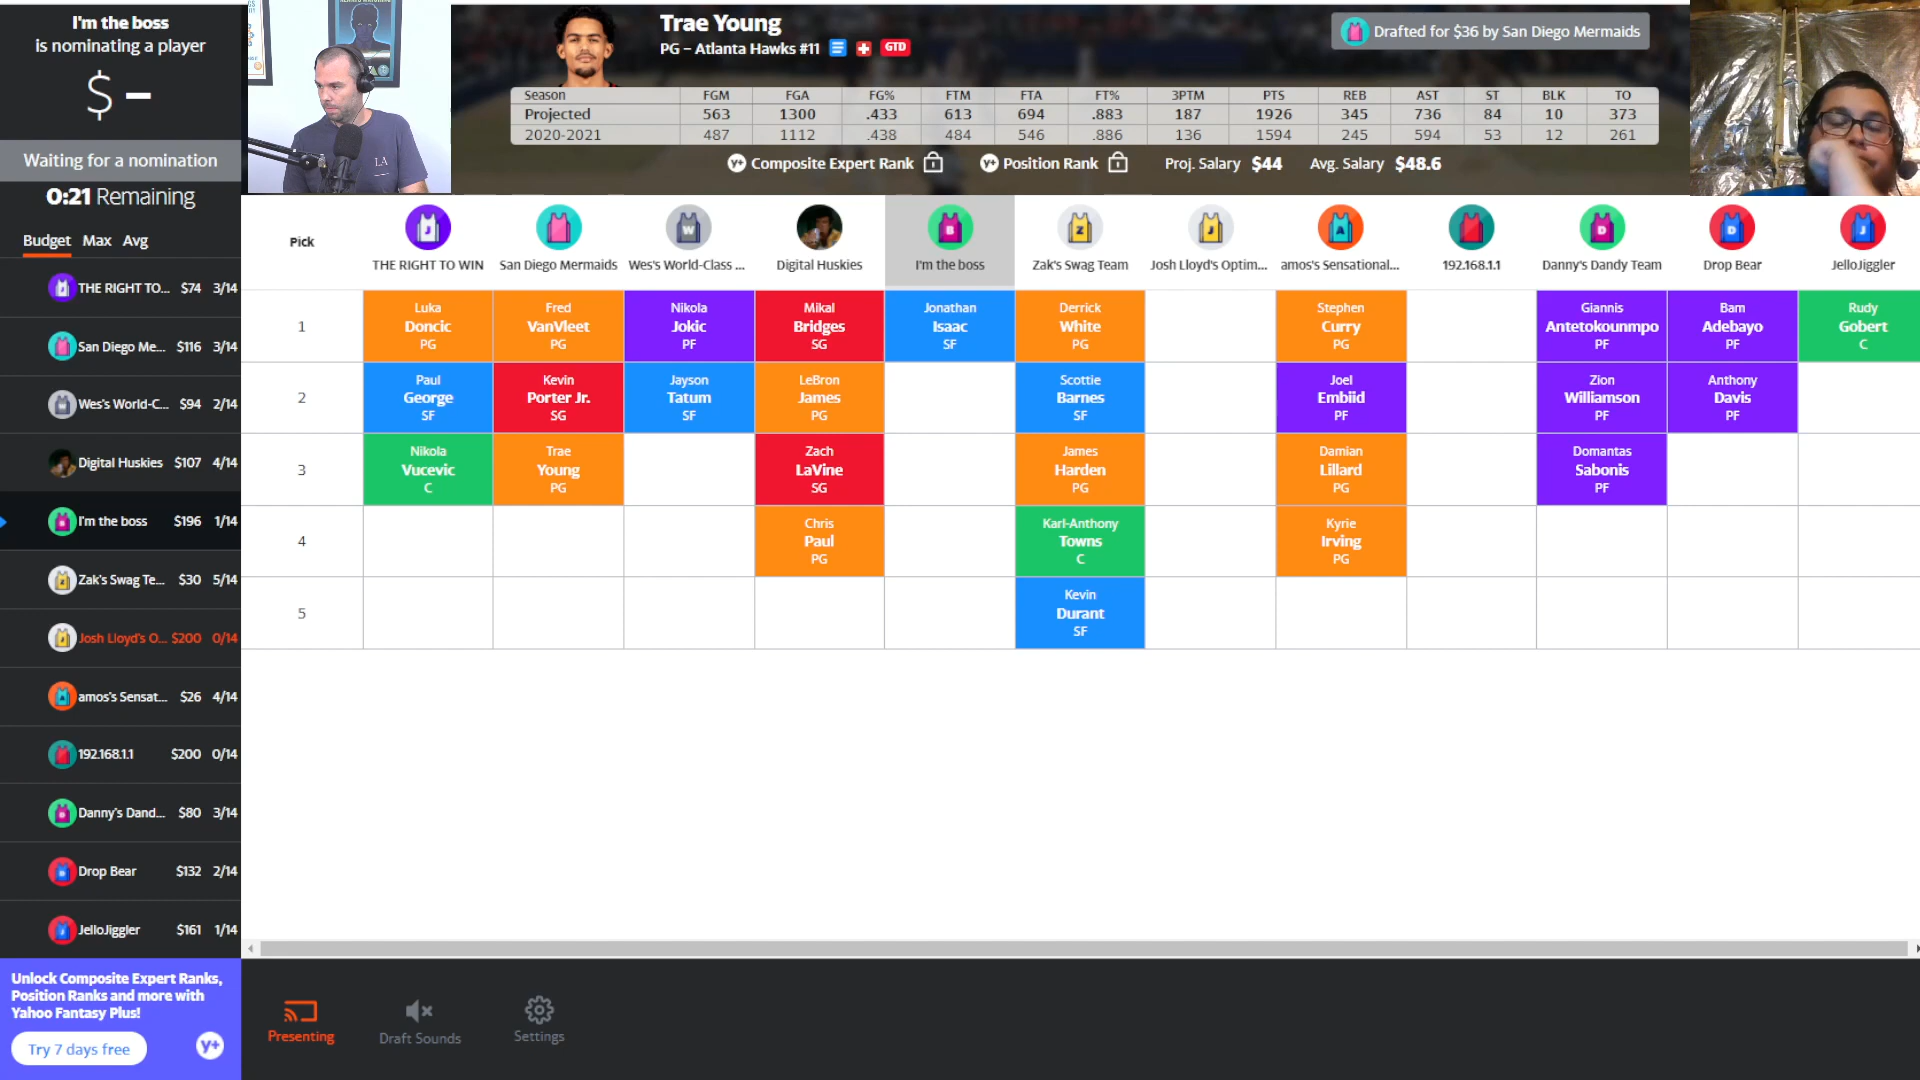 I'm the boss
is nominating a player
$ –
Waiting for a nomination
0:21 Remaining
Budget Max Avg
THE RIGHT TO... $74 3/14
San Diego Me... $116 3/14
Wes's World-C... $94 2/14
Digital Huskies $107 4/14
I'm the boss $196 1/14
Zak's Swag Te... $30 5/14
Josh Lloyd's O... $200 0/14
amos's Sensat... $26 4/14
192.168.1.1 $200 0/14
Danny's Dand... $80 3/14
Drop Bear $132 2/14
JelloJiggler $161 1/14
Unlock Composite Expert Ranks,
Position Ranks and more with
Yahoo Fantasy Plus!
Try 7 days free
y+
LA
Trae Young
PG – Atlanta Hawks #11 GTD
Drafted for $36 by San Diego Mermaids
Season FGM FGA FG% FTM FTA FT% 3PTM PTS REB AST ST BLK TO
Projected 563 1300 .433 613 694 .883 187 1926 345 736 84 10 373
2020-2021 487 1112 .438 484 546 .886 136 1594 245 594 53 12 261
y+ Composite Expert Rank y+ Position Rank Proj. Salary $44 Avg. Salary $48.6
J W B Z J A D D J
Pick THE RIGHT TO WIN San Diego Mermaids Wes's World-Class ... Digital Huskies I'm the boss Zak's Swag Team Josh Lloyd's Optim... amos's Sensational... 192.168.1.1 Danny's Dandy Team Drop Bear JelloJiggler
1
Luka Fred Nikola Mikal Jonathan Derrick Stephen Giannis Bam Rudy
Doncic VanVleet Jokic Bridges Isaac White Curry Antetokounmpo Adebayo Gobert
PG PG PF SG SF PG PG PF PF C
2
Paul Kevin Jayson LeBron Scottie Joel Zion Anthony
George Porter Jr. Tatum James Barnes Embiid Williamson Davis
SF SG SF PG SF PF PF PF
3
Nikola Trae Zach James Damian Domantas
Vucevic Young LaVine Harden Lillard Sabonis
C PG SG PG PG PF
4
Chris Karl-Anthony Kyrie
Paul Towns Irving
PG C PG
5
Kevin
Durant
SF
Presenting Draft Sounds Settings